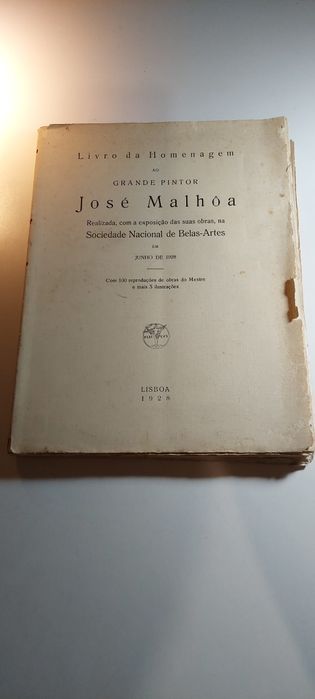 Livro da Homenagem
AO
GRANDE PINTOR
José Malhôa
Realizada, com a exposição das suas obras, na
Sociedade Nacional de Belas-Artes
EM
JUNHO DE 1928
Com 100 reproduções de obras do Mestre
e mais 5 ilustrações
LISBOA
1928